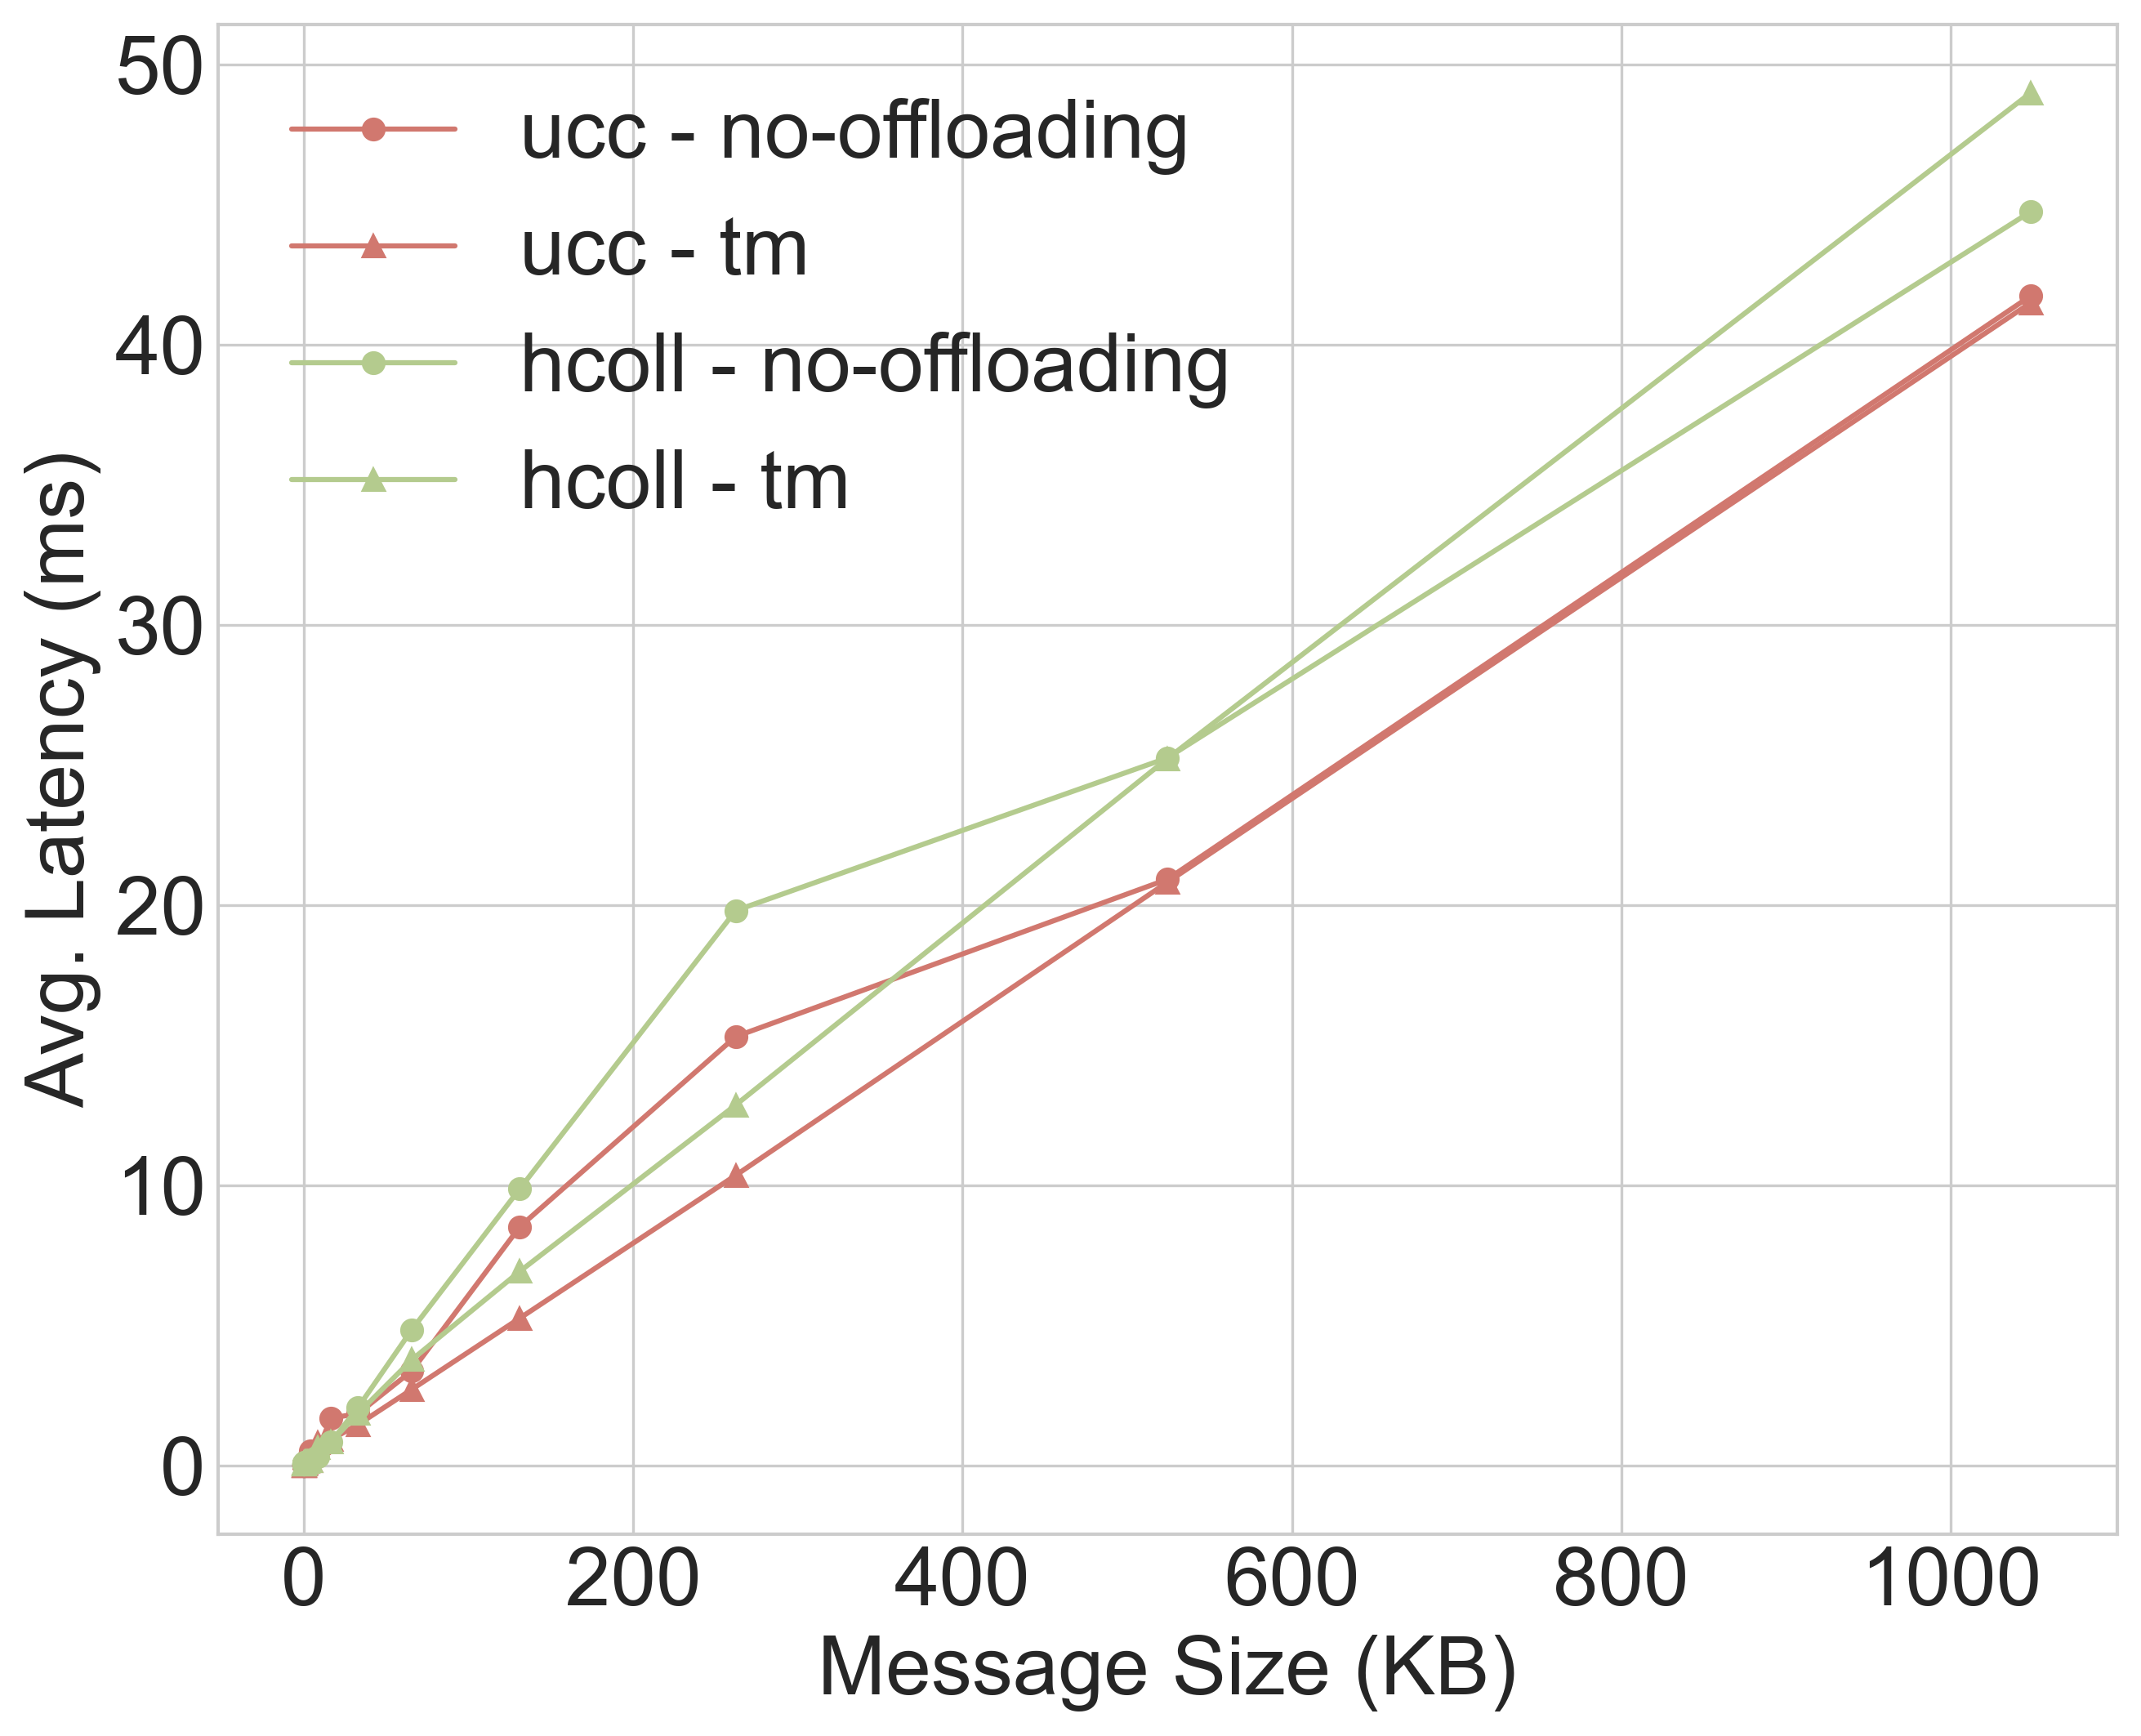 50
40
30
20
10
0
Avg. Latency (ms)
ucc - no-offloading
ucc - tm
hcoll - no-offloading
hcoll - tm
0 200 400 600 800 1000
Message Size (KB)